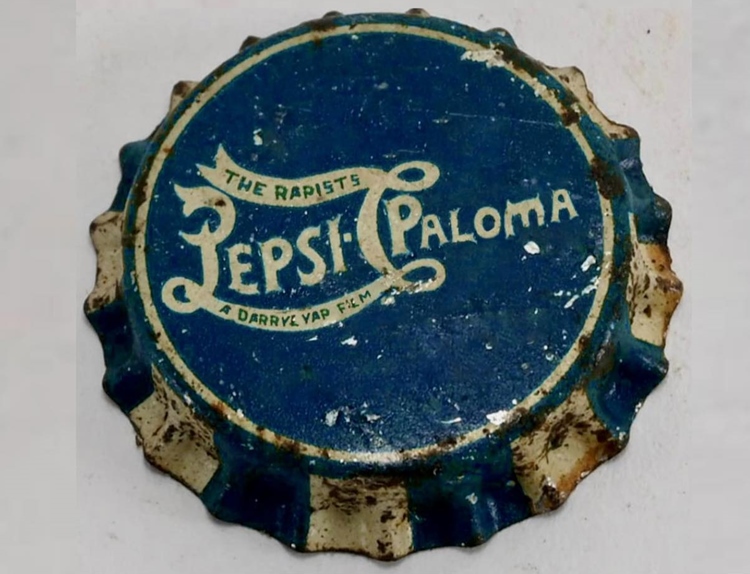 THE RAPISTS
PEPSI· PALOMA
A DARRYL YAP FILM